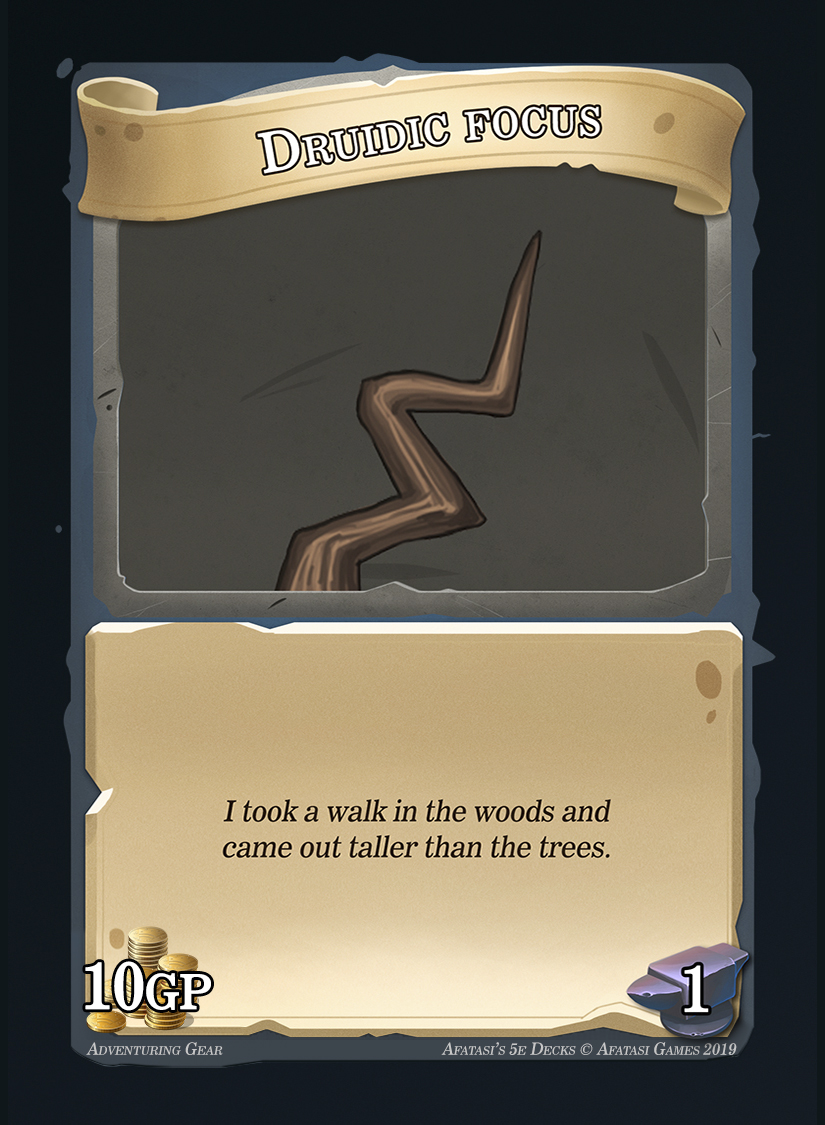 Druidic focus
I took a walk in the woods and
came out taller than the trees.
10GP
1
Adventuring Gear
Afatasi's 5e Decks © Afatasi Games 2019